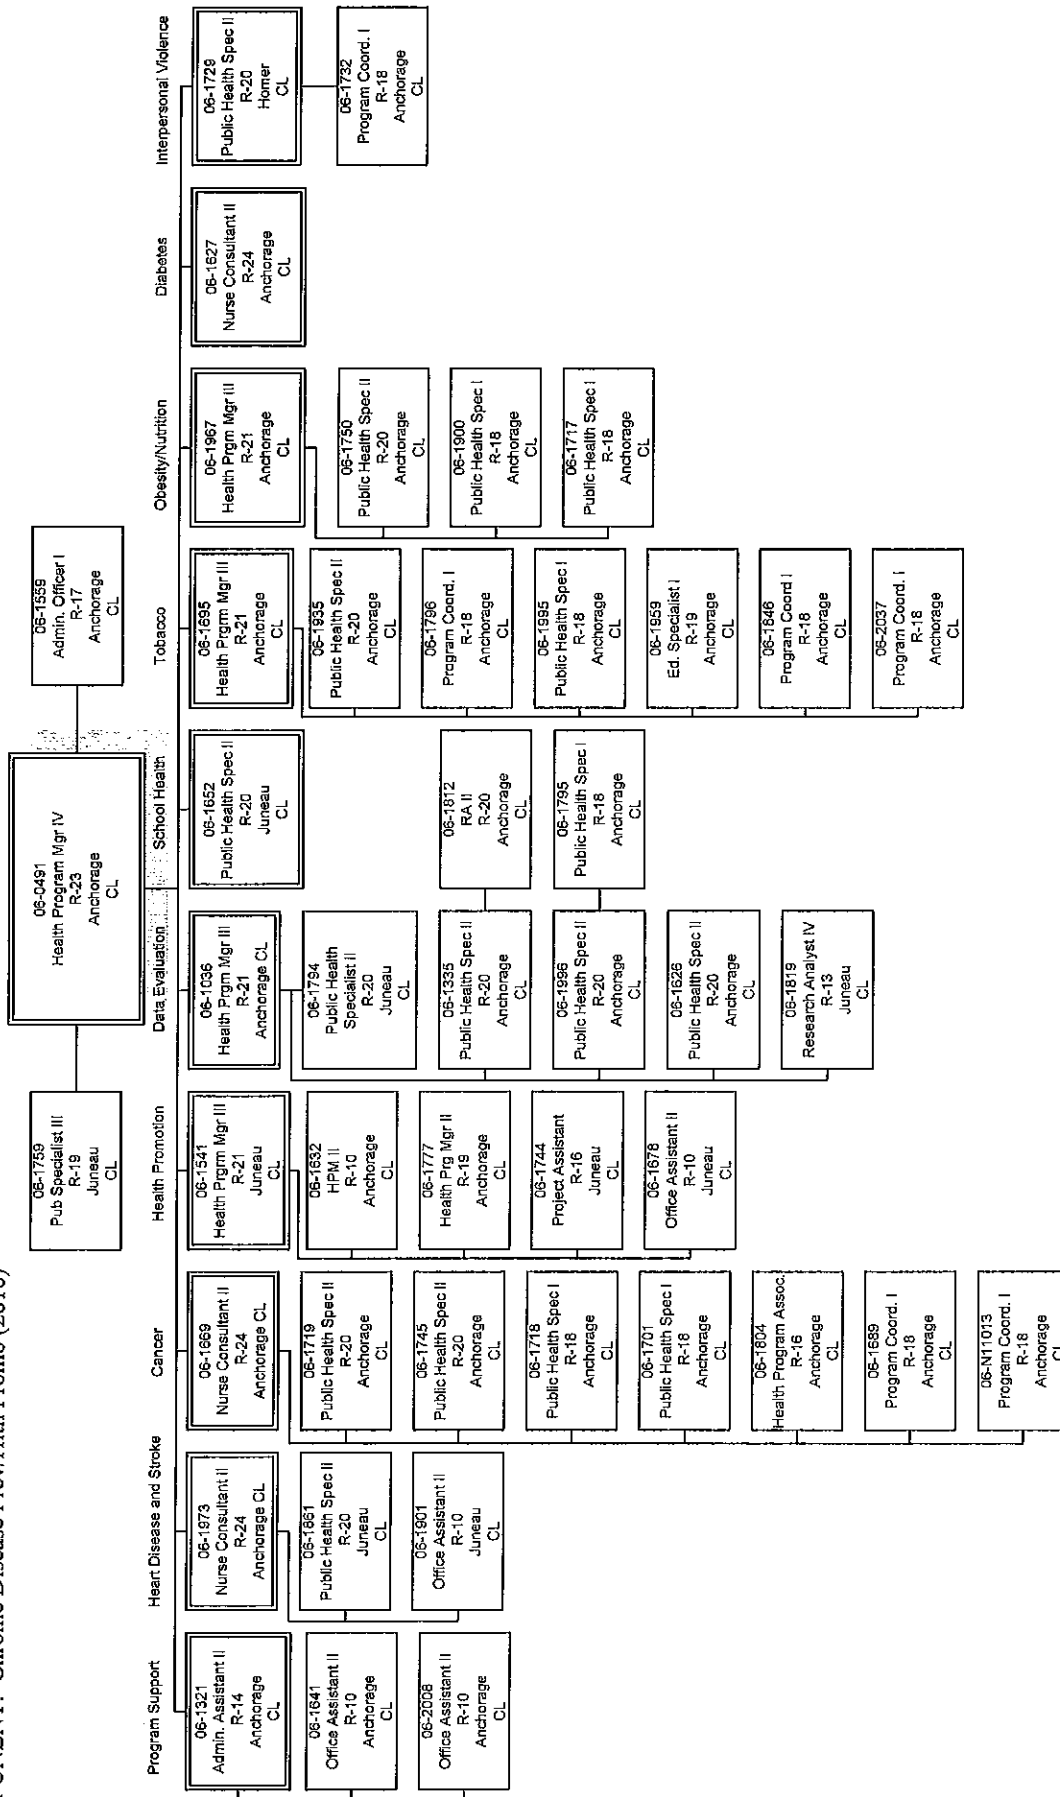 PONENT: Chronic Disease Prev/Hlth Promo (2818)
06-0491
Health Program Mgr IV
R-23
Anchorage
CL
06-1759
Pub Specialist III
R-19
Juneau
CL
06-1559
Admin. Officer I
R-17
Anchorage
CL
Program Support
06-1321
Admin. Assistant II
R-14
Anchorage
CL
06-1641
Office Assistant II
R-10
Anchorage
CL
06-2008
Office Assistant II
R-10
Anchorage
CL
Heart Disease and Stroke
06-1973
Nurse Consultant II
R-24
Anchorage CL
06-1861
Public Health Spec II
R-20
Juneau
CL
06-1901
Office Assistant II
R-10
Juneau
CL
Cancer
06-1669
Nurse Consultant II
R-24
Anchorage CL
06-1719
Public Health Spec II
R-20
Anchorage
CL
06-1745
Public Health Spec II
R-20
Anchorage
CL
06-1718
Public Health Spec I
R-18
Anchorage
CL
06-1701
Public Health Spec I
R-18
Anchorage
CL
06-1804
Health Program Assoc.
R-16
Anchorage
CL
06-1689
Program Coord. I
R-18
Anchorage
CL
06-N11013
Program Coord. I
R-18
Anchorage
CL
Health Promotion
06-1541
Health Prgrm Mgr III
R-21
Juneau
CL
06-1632
HPM II
R-10
Anchorage
CL
06-1777
Health Prg Mgr II
R-19
Anchorage
CL
06-1744
Project Assistant
R-16
Juneau
CL
06-1678
Office Assistant II
R-10
Juneau
CL
Data Evaluation
06-1036
Health Prgm Mgr III
R-21
Anchorage CL
06-1794
Public Health
Specialist II
R-20
Juneau
CL
06-1335
Public Health Spec II
R-20
Anchorage
CL
06-1996
Public Health Spec II
R-20
Anchorage
CL
06-1626
Public Health Spec II
R-20
Anchorage
CL
06-1819
Research Analyst IV
R-13
Juneau
CL
School Health
06-1652
Public Health Spec II
R-20
Juneau
CL
06-1812
RA II
R-20
Anchorage
CL
06-1795
Public Health Spec I
R-18
Anchorage
CL
Tobacco
06-1695
Health Prgm Mgr III
R-21
Anchorage
CL
06-1935
Public Health Spec II
R-20
Anchorage
CL
06-1796
Program Coord. I
R-18
Anchorage
CL
06-1995
Public Health Spec I
R-18
Anchorage
CL
06-1959
Ed. Specialist I
R-19
Anchorage
CL
06-1846
Program Coord I
R-18
Anchorage
CL
06-2037
Program Coord. I
R-18
Anchorage
CL
Obesity/Nutrition
06-1967
Health Prgm Mgr III
R-21
Anchorage
CL
06-1750
Public Health Spec II
R-20
Anchorage
CL
06-1900
Public Health Spec I
R-18
Anchorage
CL
06-1717
Public Health Spec I
R-18
Anchorage
CL
Diabetes
06-1627
Nurse Consultant II
R-24
Anchorage
CL
Interpersonal Violence
06-1729
Public Health Spec II
R-20
Homer
CL
06-1732
Program Coord. I
R-18
Anchorage
CL